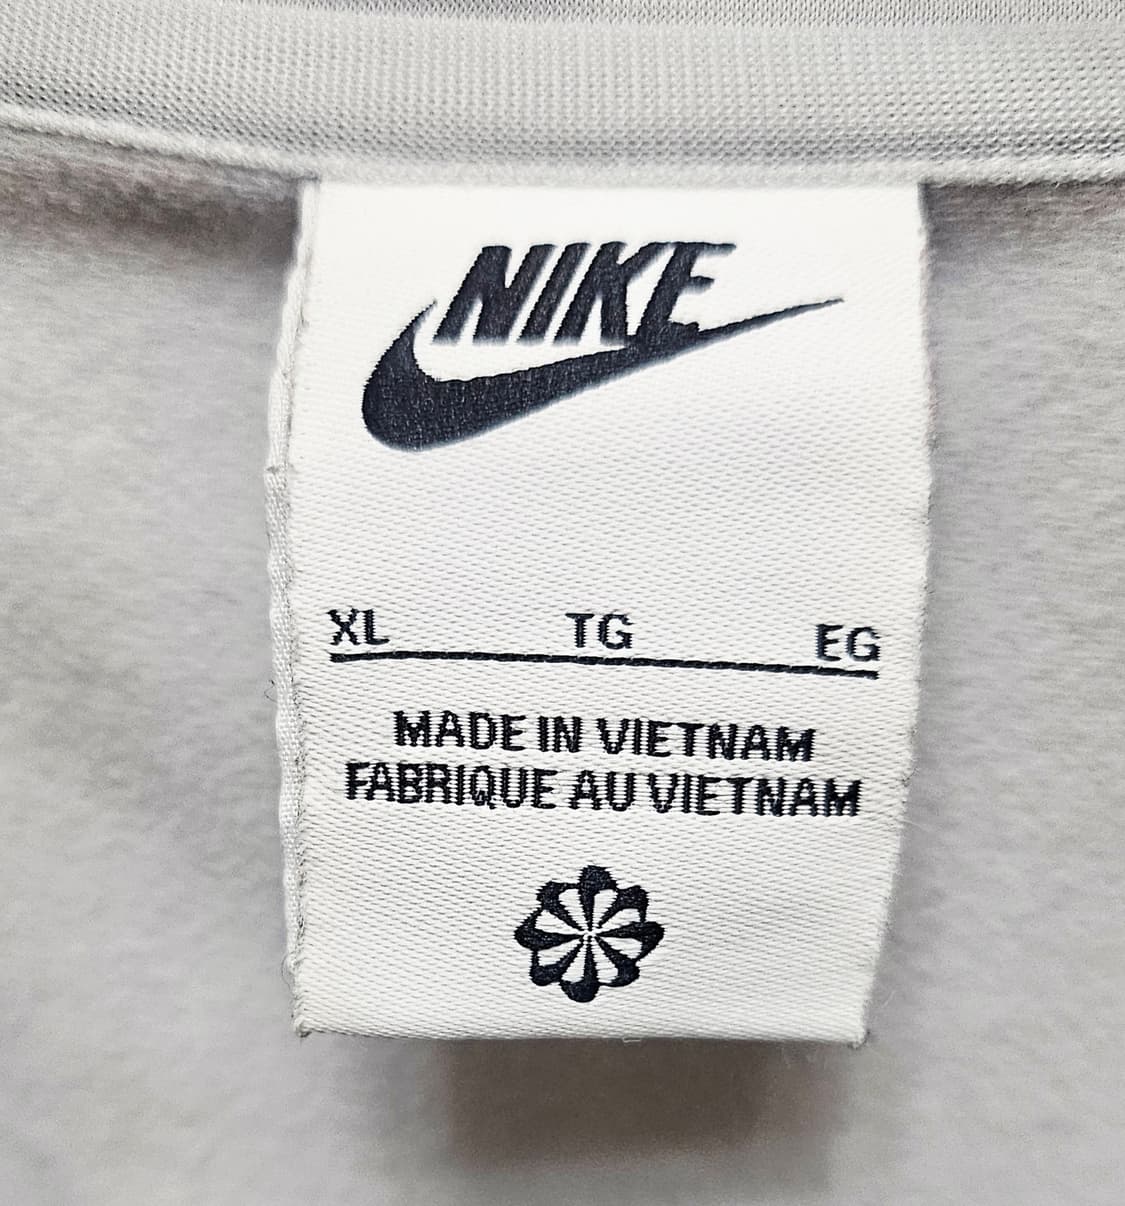 NIKE
XL TG EG
MADE IN VIETNAM
FABRIQUE AU VIETNAM